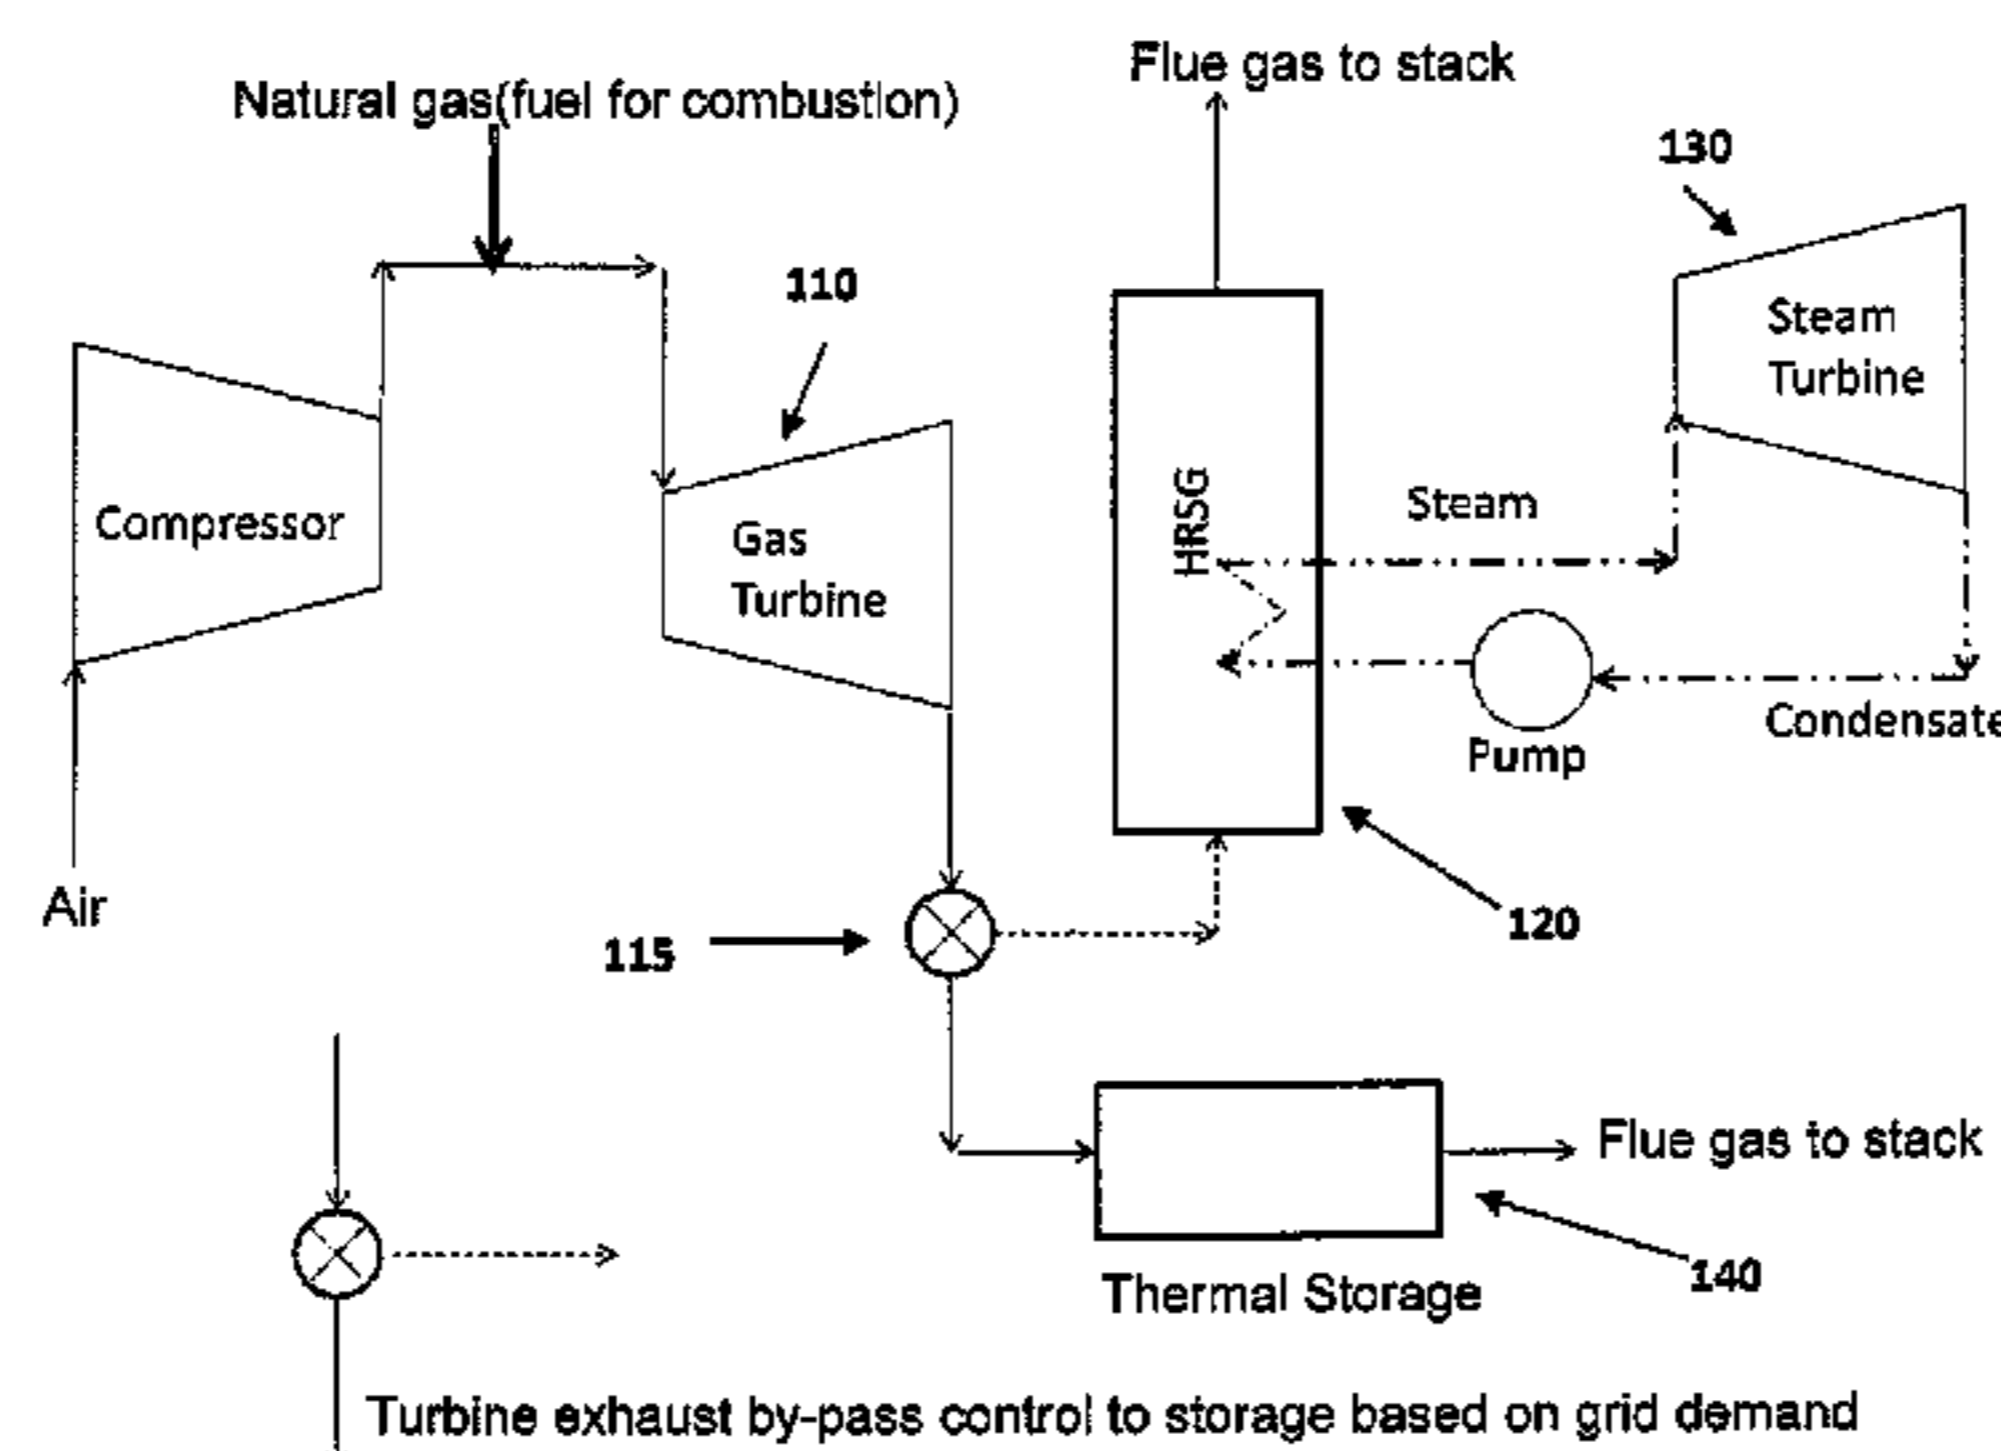 Flue gas to stack
Natural gas(fuel for combustion)
130
110
Steam
Turbine
Compressor
Gas
Turbine
HRSG
Steam
Condensate
Pump
Air
115
120
Flue gas to stack
140
Thermal Storage
Turbine exhaust by-pass control to storage based on grid demand